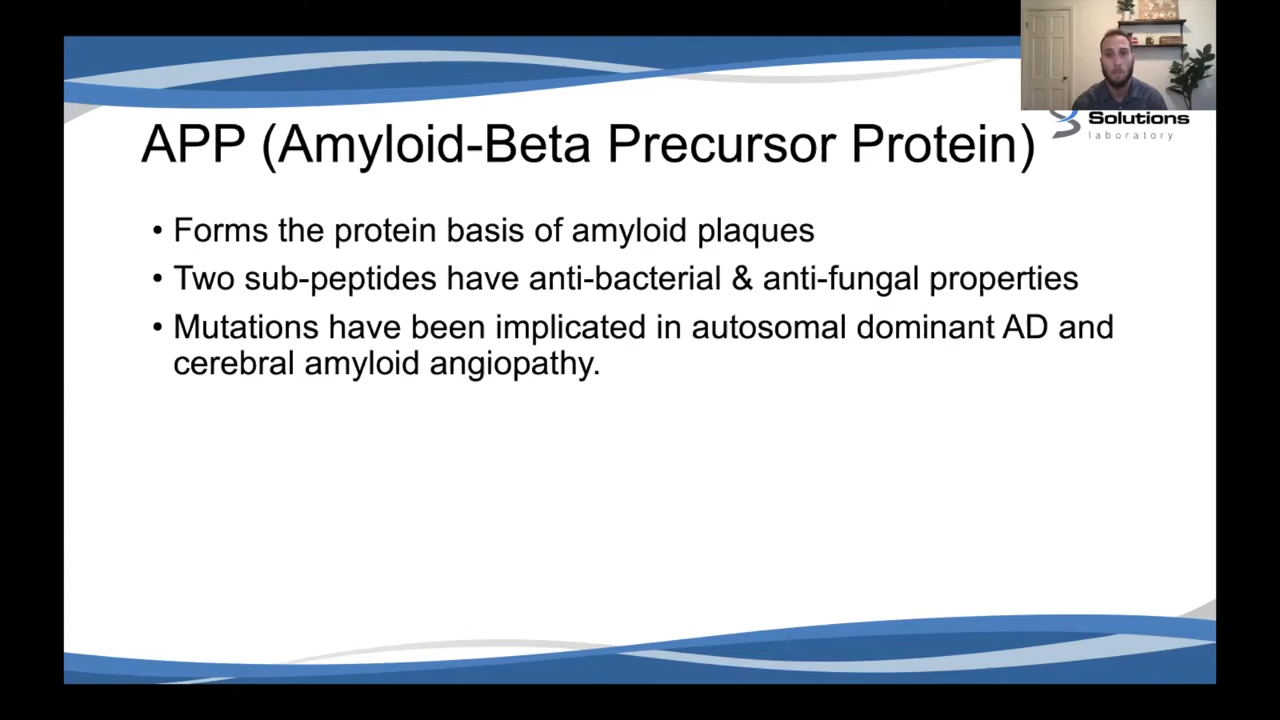 APP (Amyloid-Beta Precursor Protein)
Solutions
laboratory
• Forms the protein basis of amyloid plaques
• Two sub-peptides have anti-bacterial & anti-fungal properties
• Mutations have been implicated in autosomal dominant AD and
cerebral amyloid angiopathy.